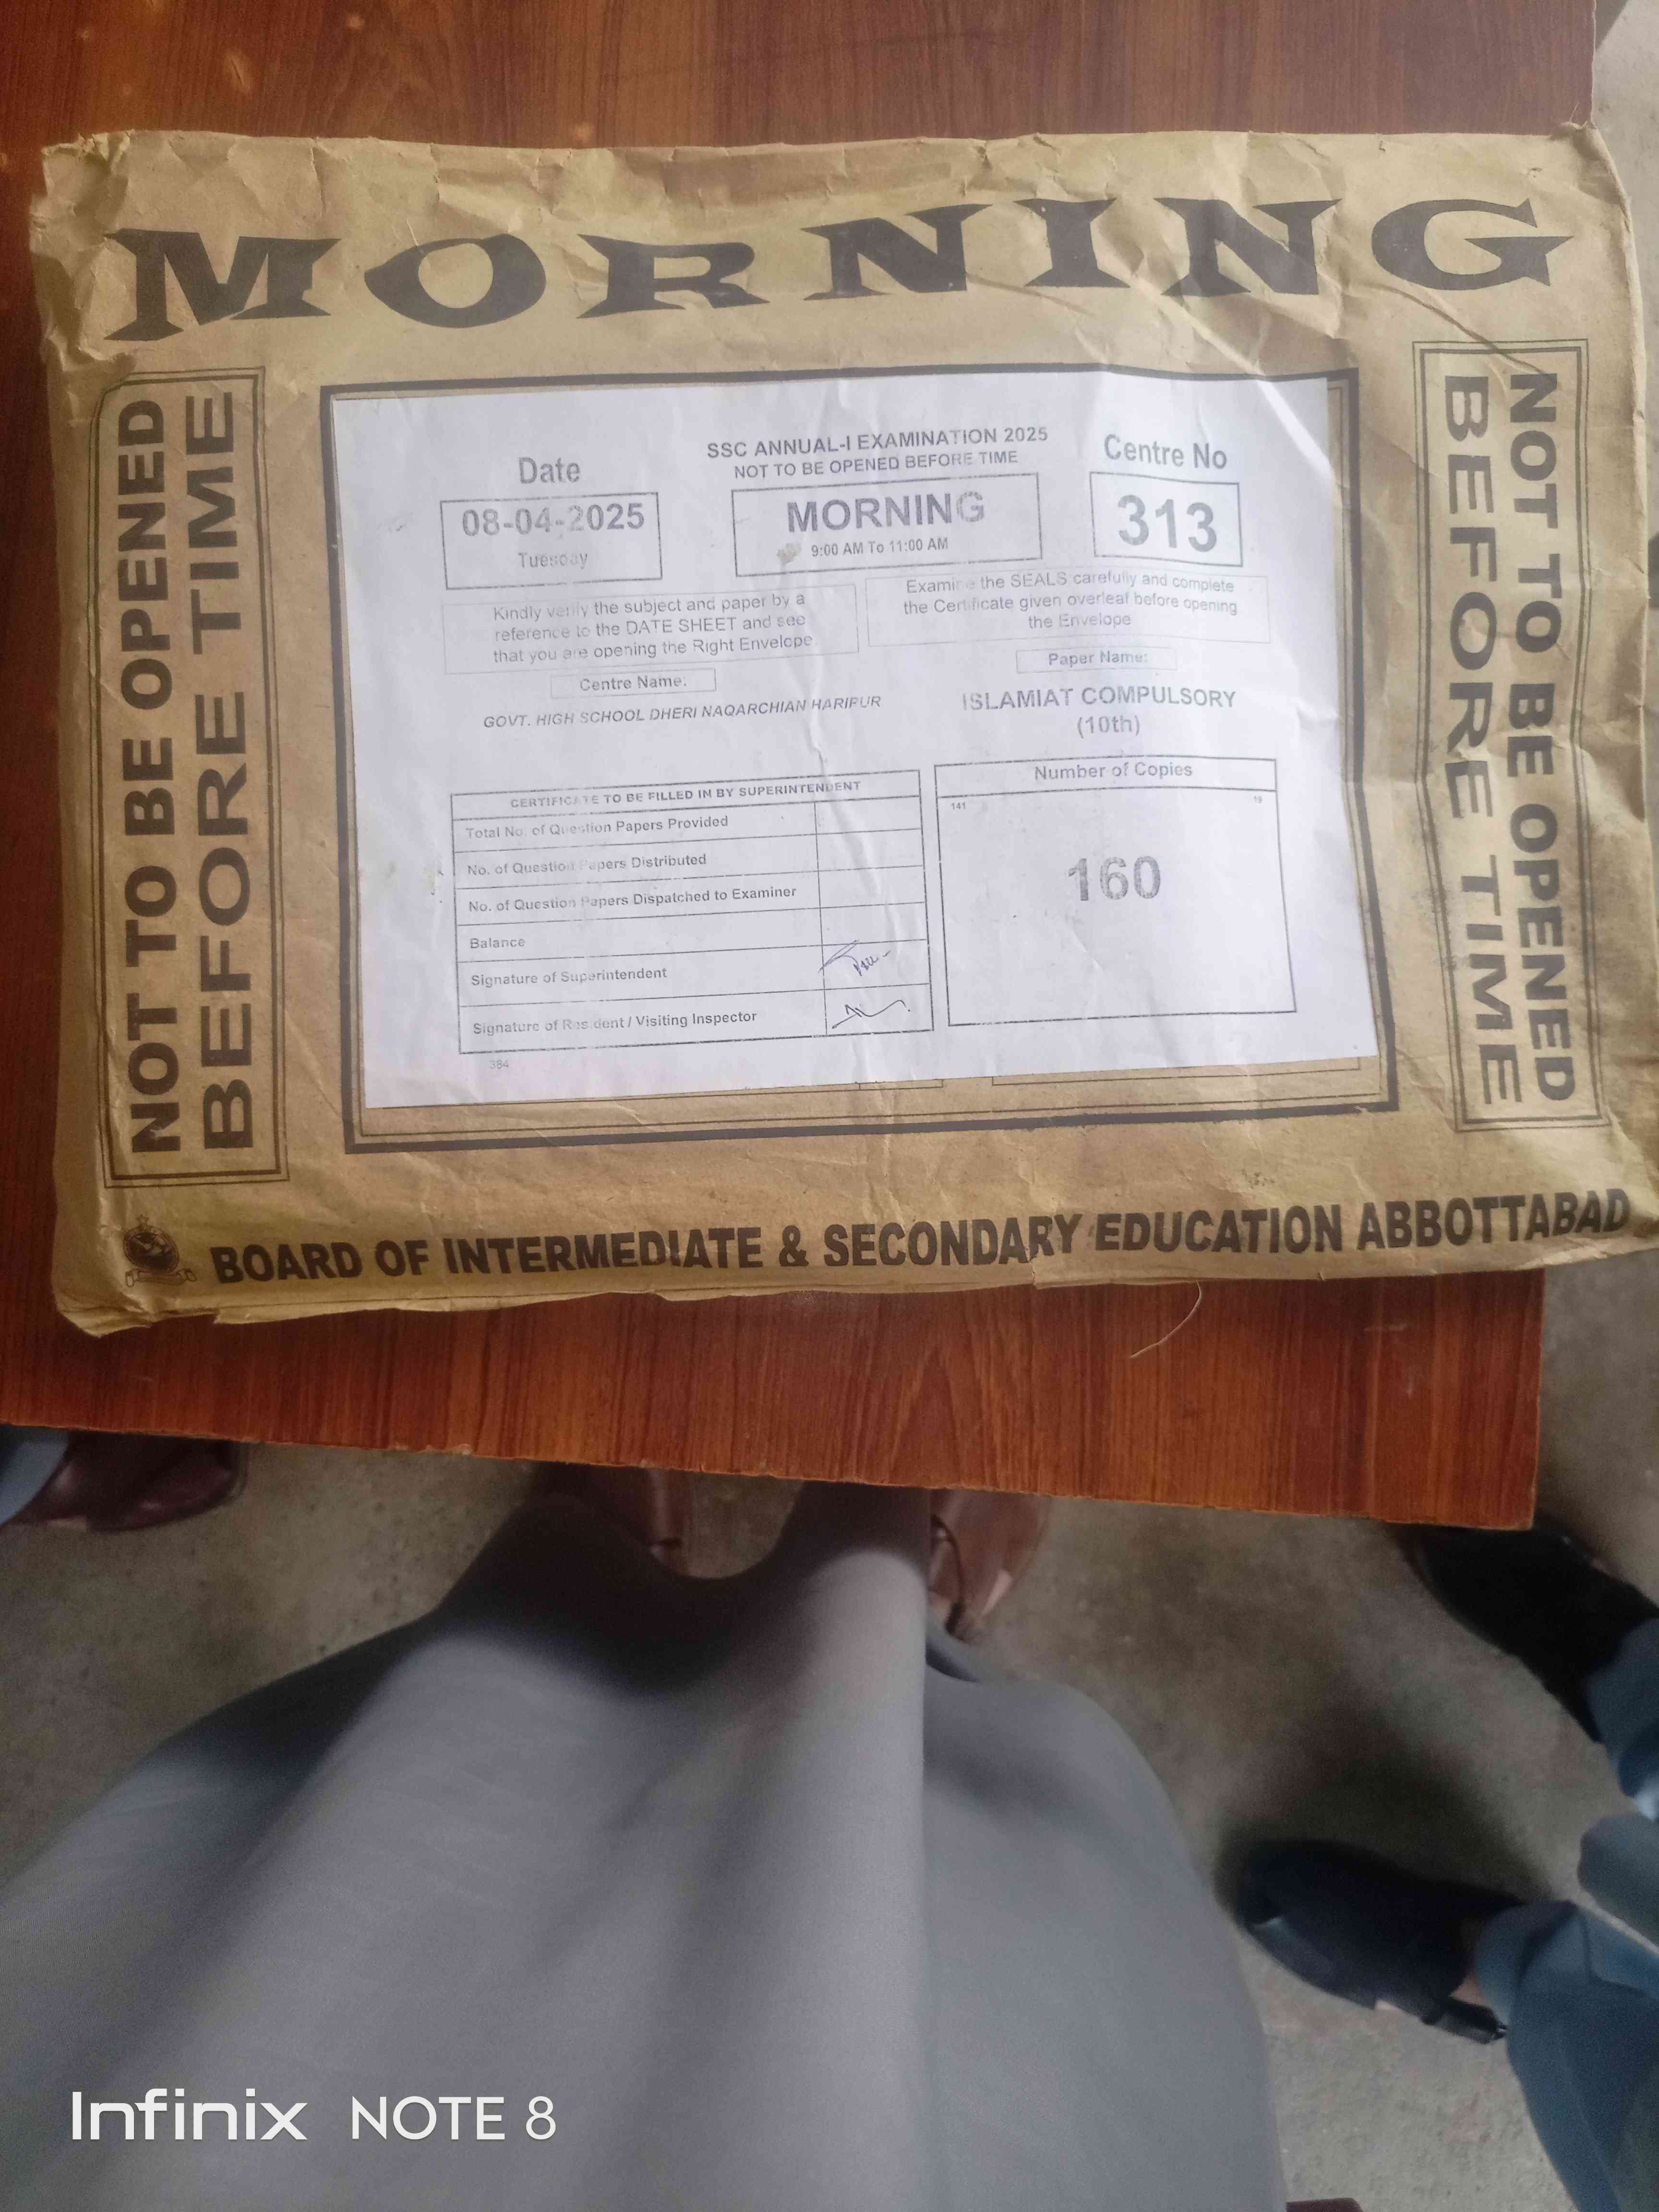 MORNING
NOT TO BE OPENED
BEFORE TIME
SSC ANNUAL-I EXAMINATION 2025
NOT TO BE OPENED BEFORE TIME
Date
08-04-2025
Tuesday
MORNING
9:00 AM To 11:00 AM
Centre No
313
Kindly verify the subject and paper by a
reference to the DATE SHEET and see
that you are opening the Right Envelope
Examine the SEALS carefully and complete
the Certificate given overleaf before opening
the Envelope
Centre Name:
GOVT. HIGH SCHOOL DHERI NAQARCHIAN HARIPUR
Paper Name:
ISLAMIAT COMPULSORY
(10th)
CERTIFICATE TO BE FILLED IN BY SUPERINTENDENT
Total No. of Question Papers Provided
No. of Question Papers Distributed
No. of Question Papers Dispatched to Examiner
Balance
Signature of Superintendent
Signature of Resident / Visiting Inspector
384
Number of Copies
141 19
160
NOT TO BE OPENED
BEFORE TIME
BOARD OF INTERMEDIATE & SECONDARY EDUCATION ABBOTTABAD
Infinix NOTE 8